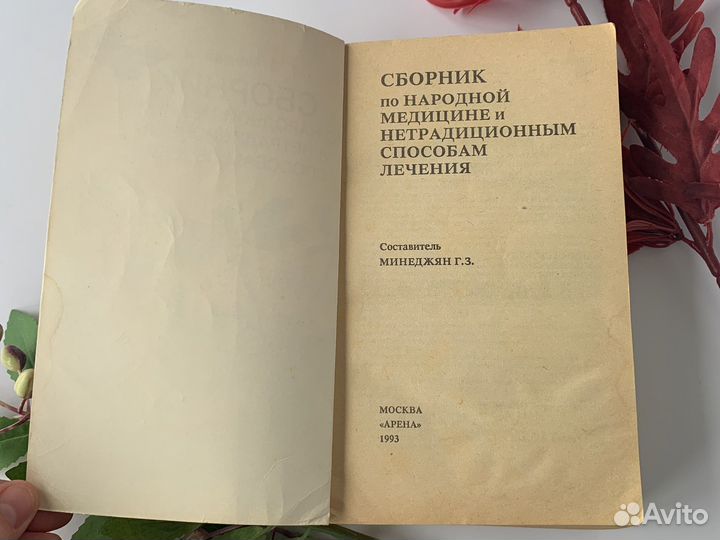 СБОРНИК
по НАРОДНОЙ
МЕДИЦИНЕ и
НЕТРАДИЦИОННЫМ
СПОСОБАМ
ЛЕЧЕНИЯ
Составитель
МИНЕДЖЯН Г.З.
МОСКВА
«АРЕНА»
1993
Avito